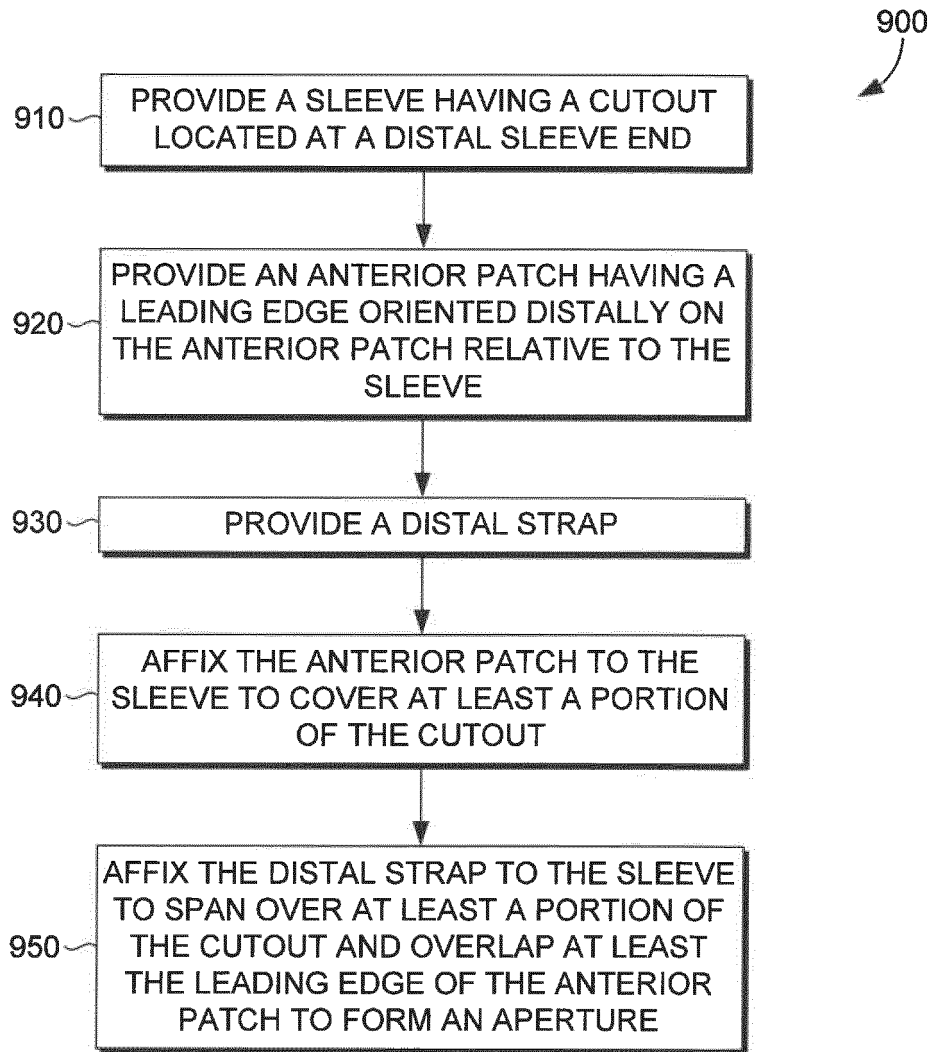 900
910
PROVIDE A SLEEVE HAVING A CUTOUT
LOCATED AT A DISTAL SLEEVE END
920
PROVIDE AN ANTERIOR PATCH HAVING A
LEADING EDGE ORIENTED DISTALLY ON
THE ANTERIOR PATCH RELATIVE TO THE
SLEEVE
930
PROVIDE A DISTAL STRAP
940
AFFIX THE ANTERIOR PATCH TO THE
SLEEVE TO COVER AT LEAST A PORTION
OF THE CUTOUT
950
AFFIX THE DISTAL STRAP TO THE SLEEVE
TO SPAN OVER AT LEAST A PORTION OF
THE CUTOUT AND OVERLAP AT LEAST
THE LEADING EDGE OF THE ANTERIOR
PATCH TO FORM AN APERTURE